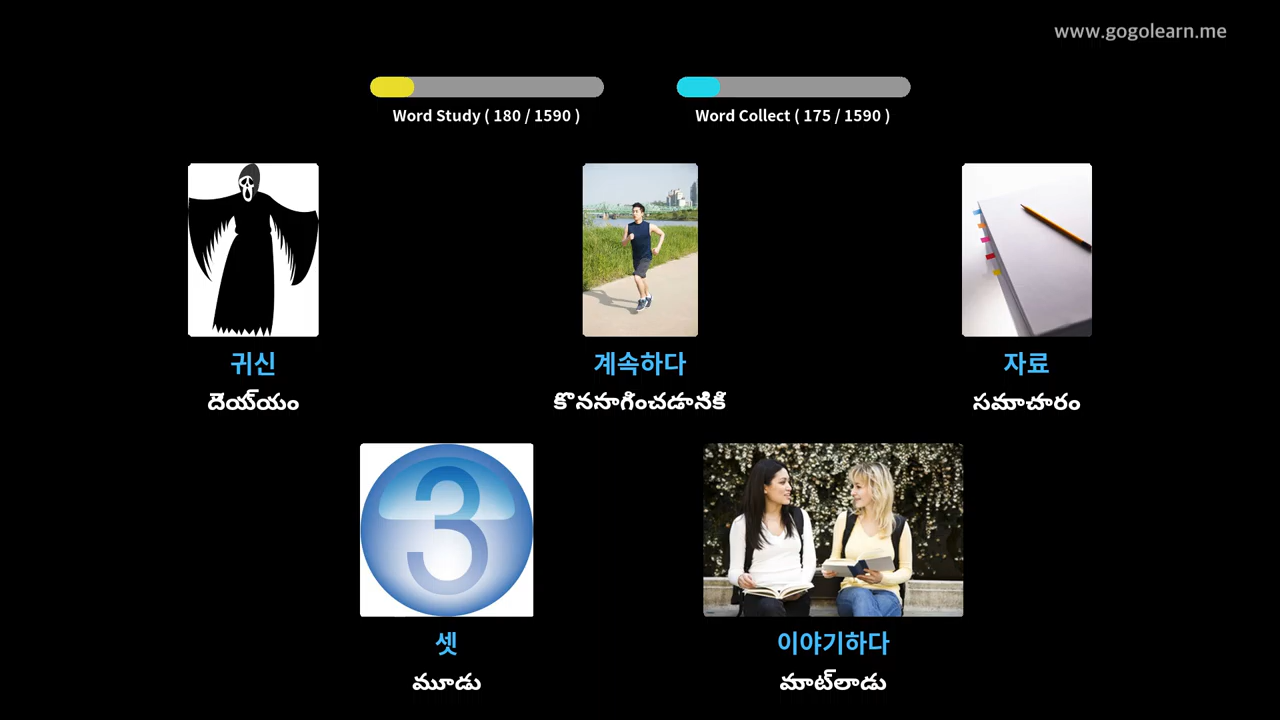 www.gogolearn.me
Word Study ( 180 / 1590 )
Word Collect ( 175 / 1590 )
귀신
దెయ్‌యం
계속하다
కొనసాగించడానికి
자료
సమాచారం
3
셋
మూడు
이야기하다
మాట్‌లాడు